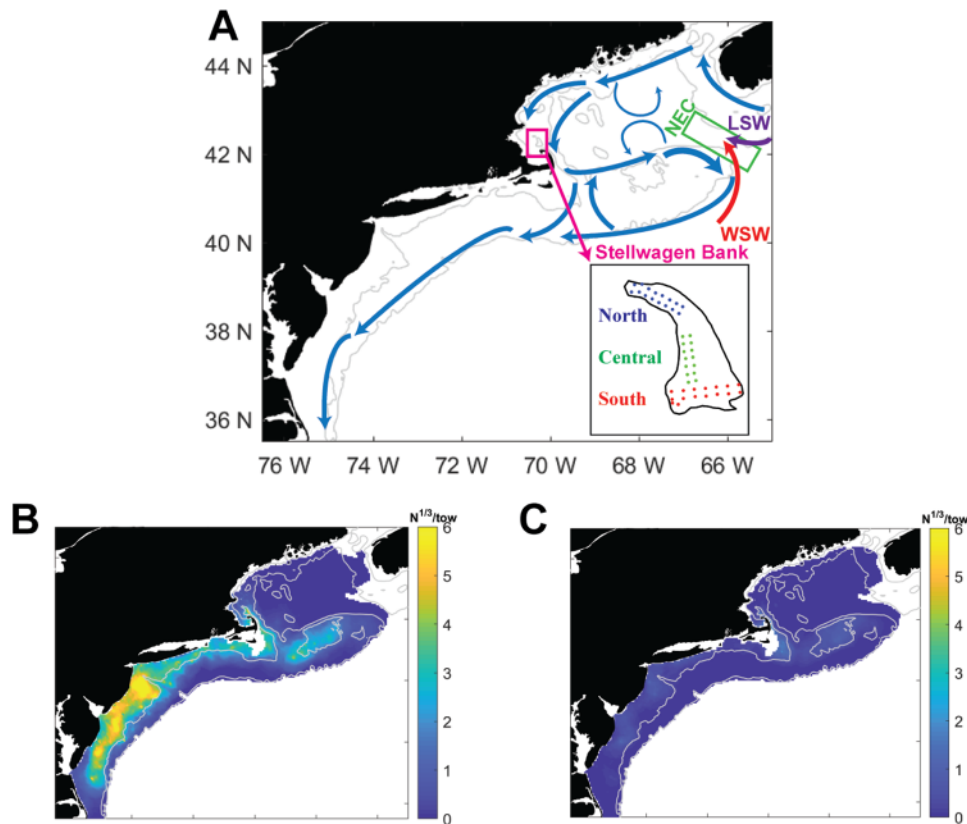 A
44 N
42 N
40 N
38 N
36 N
76 W 74 W 72 W 70 W 68 W 66 W
NEC
LSW
WSW
Stellwagen Bank
North
Central
South
B
N1/3/tow
6
5
4
3
2
1
0
C
N1/3/tow
6
5
4
3
2
1
0